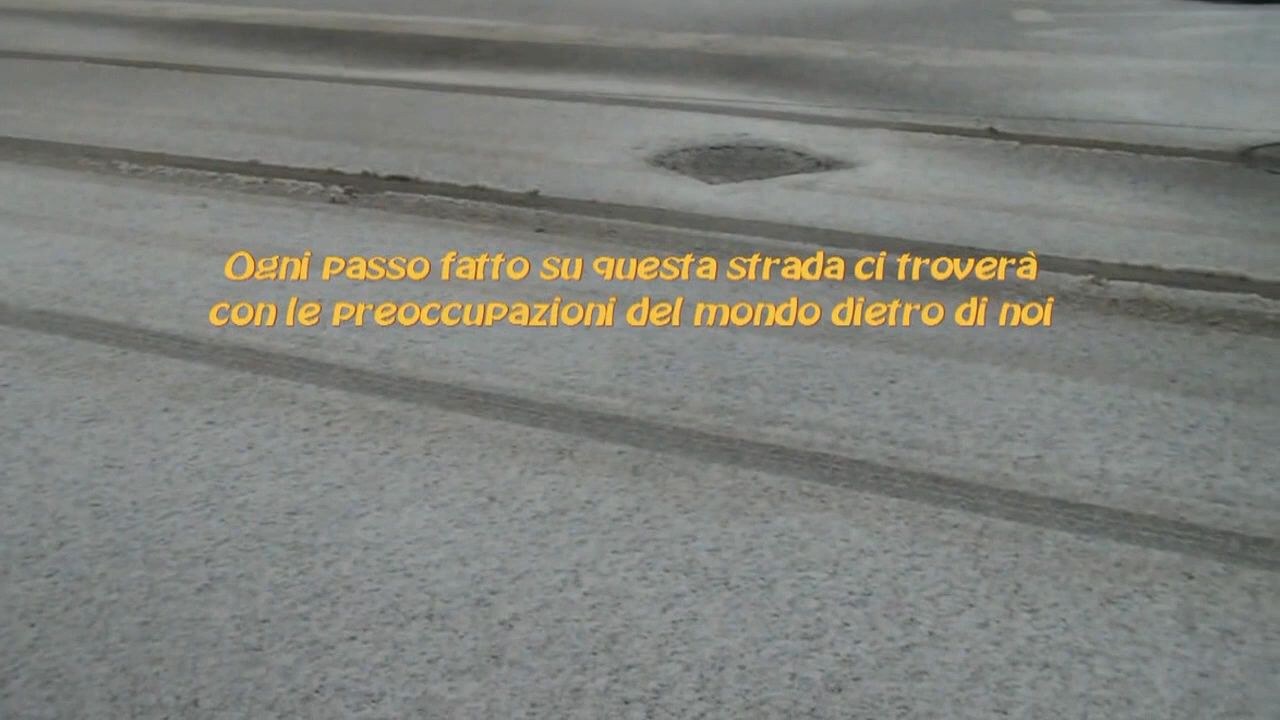 Ogni passo fatto su questa strada ci troverà
con le preoccupazioni del mondo dietro di noi